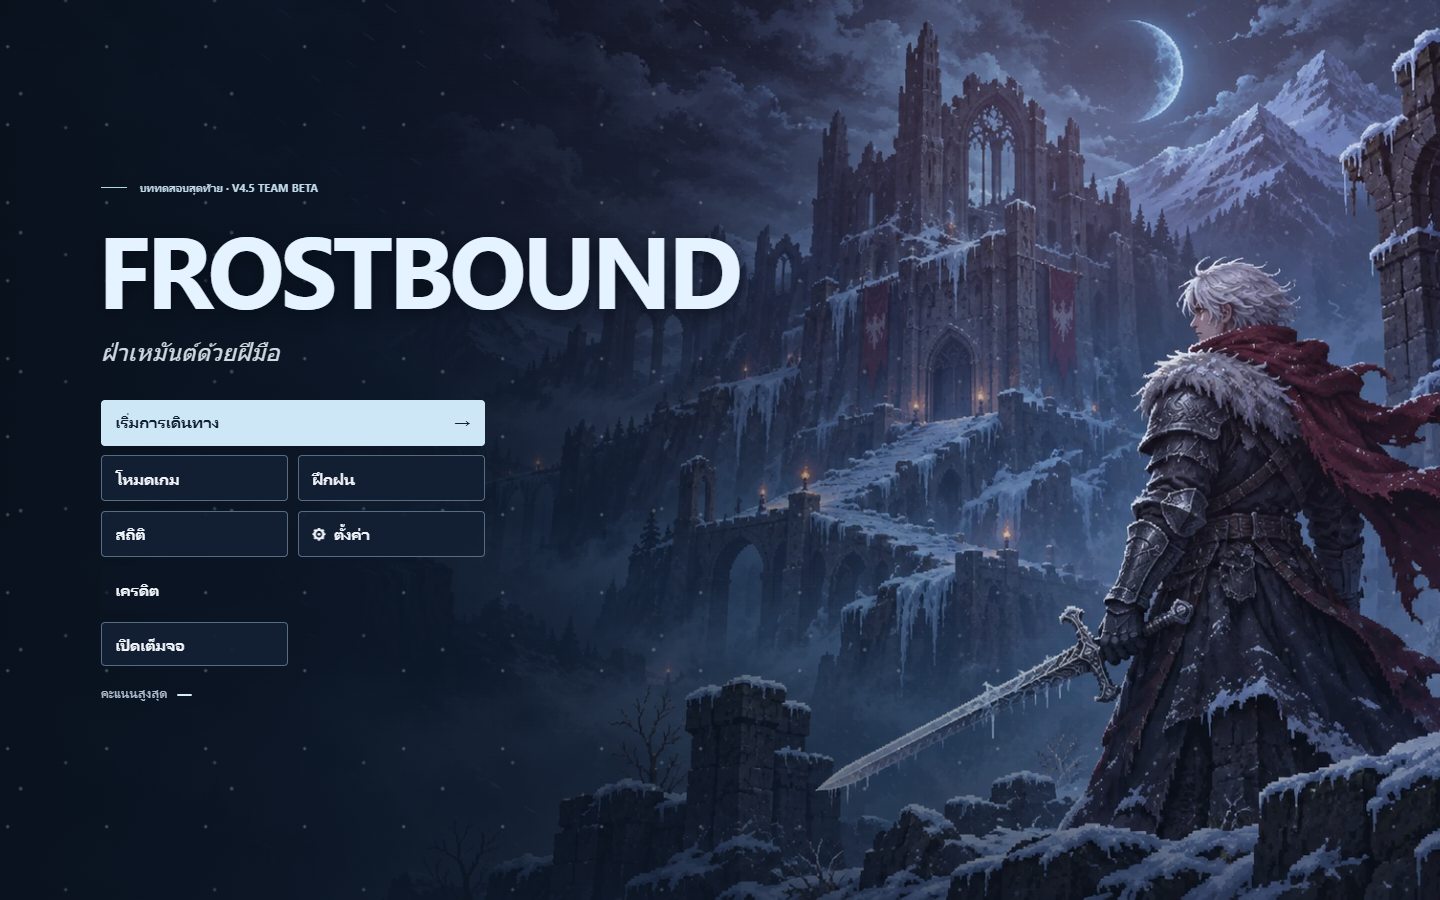 บททดสอบสุดท้าย · V4.5 TEAM BETA
FROSTBOUND
ฝ่าเหมันต์ด้วยฝีมือ
เริ่มการเดินทาง →
โหมดเกม
ฝึกฝน
สถิติ
⚙ ตั้งค่า
เครดิต
เปิดเต็มจอ
คะแนนสูงสุด —